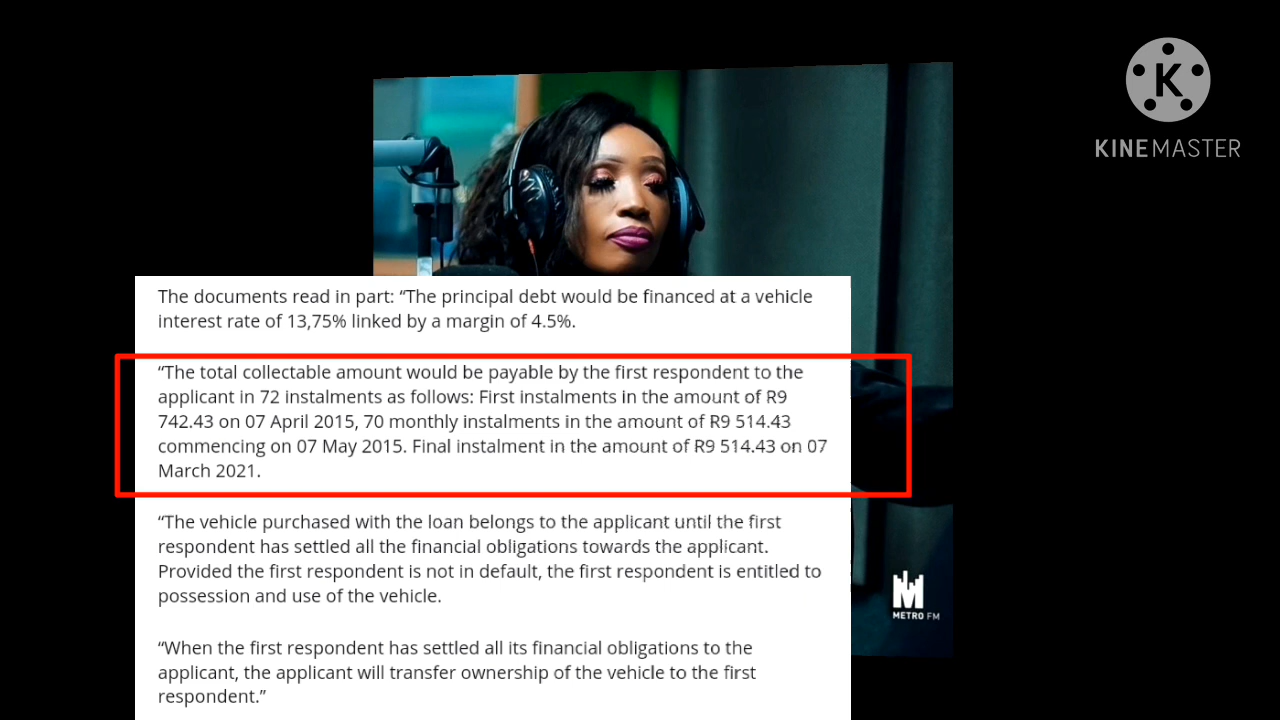 K
KINEMASTER
The documents read in part: “The principal debt would be financed at a vehicle
interest rate of 13,75% linked by a margin of 4.5%.
“The total collectable amount would be payable by the first respondent to the
applicant in 72 instalments as follows: First instalments in the amount of R9
742.43 on 07 April 2015, 70 monthly instalments in the amount of R9 514.43
commencing on 07 May 2015. Final instalment in the amount of R9 514.43 on 07
March 2021.
“The vehicle purchased with the loan belongs to the applicant until the first
respondent has settled all the financial obligations towards the applicant.
Provided the first respondent is not in default, the first respondent is entitled to
possession and use of the vehicle.
“When the first respondent has settled all its financial obligations to the
applicant, the applicant will transfer ownership of the vehicle to the first
respondent.”
METRO FM